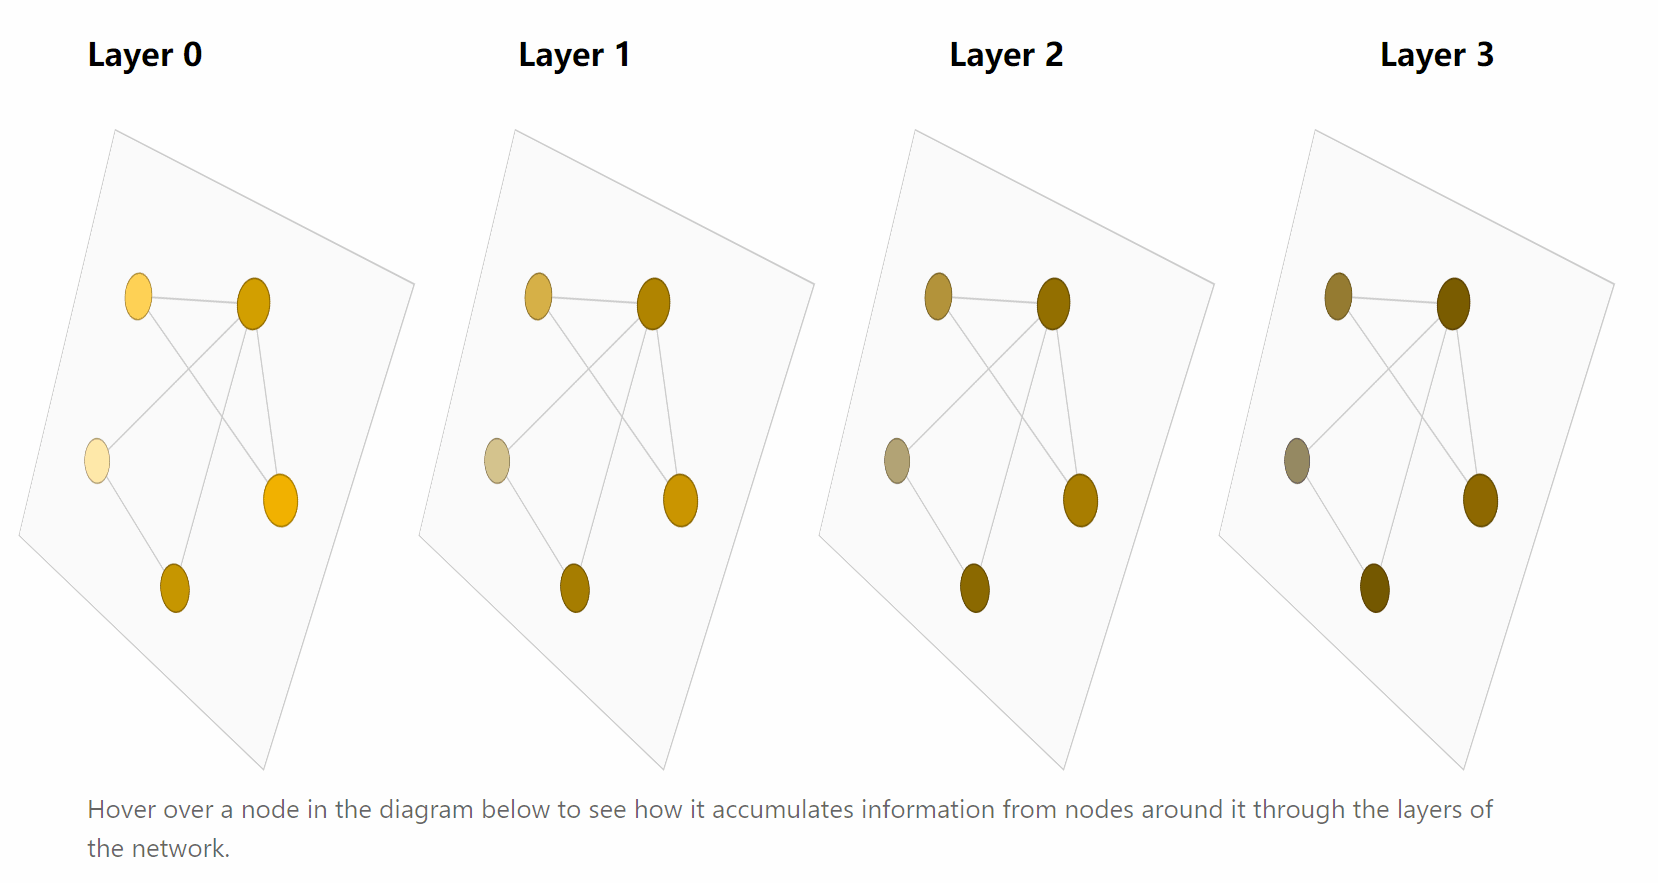 Layer 0 Layer 1 Layer 2 Layer 3
Hover over a node in the diagram below to see how it accumulates information from nodes around it through the layers of
the network.